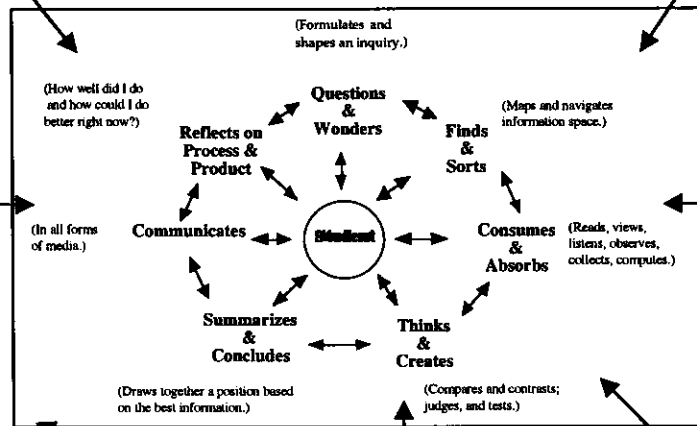 (Formulates and
shapes an inquiry.)
(How well did I do
and how could I do
better right now?)
Questions
&
Wonders
(Maps and navigates
information space.)
Reflects on
Process &
Product
Finds
&
Sorts
(In all forms
of media.)
Communicates
Student
Consumes
&
Absorbs
(Reads, views,
listens, observes,
collects, computes.)
Summarizes
&
Concludes
Thinks
&
Creates
(Draws together a position based
on the best information.)
(Compares and contrasts;
judges, and tests.)